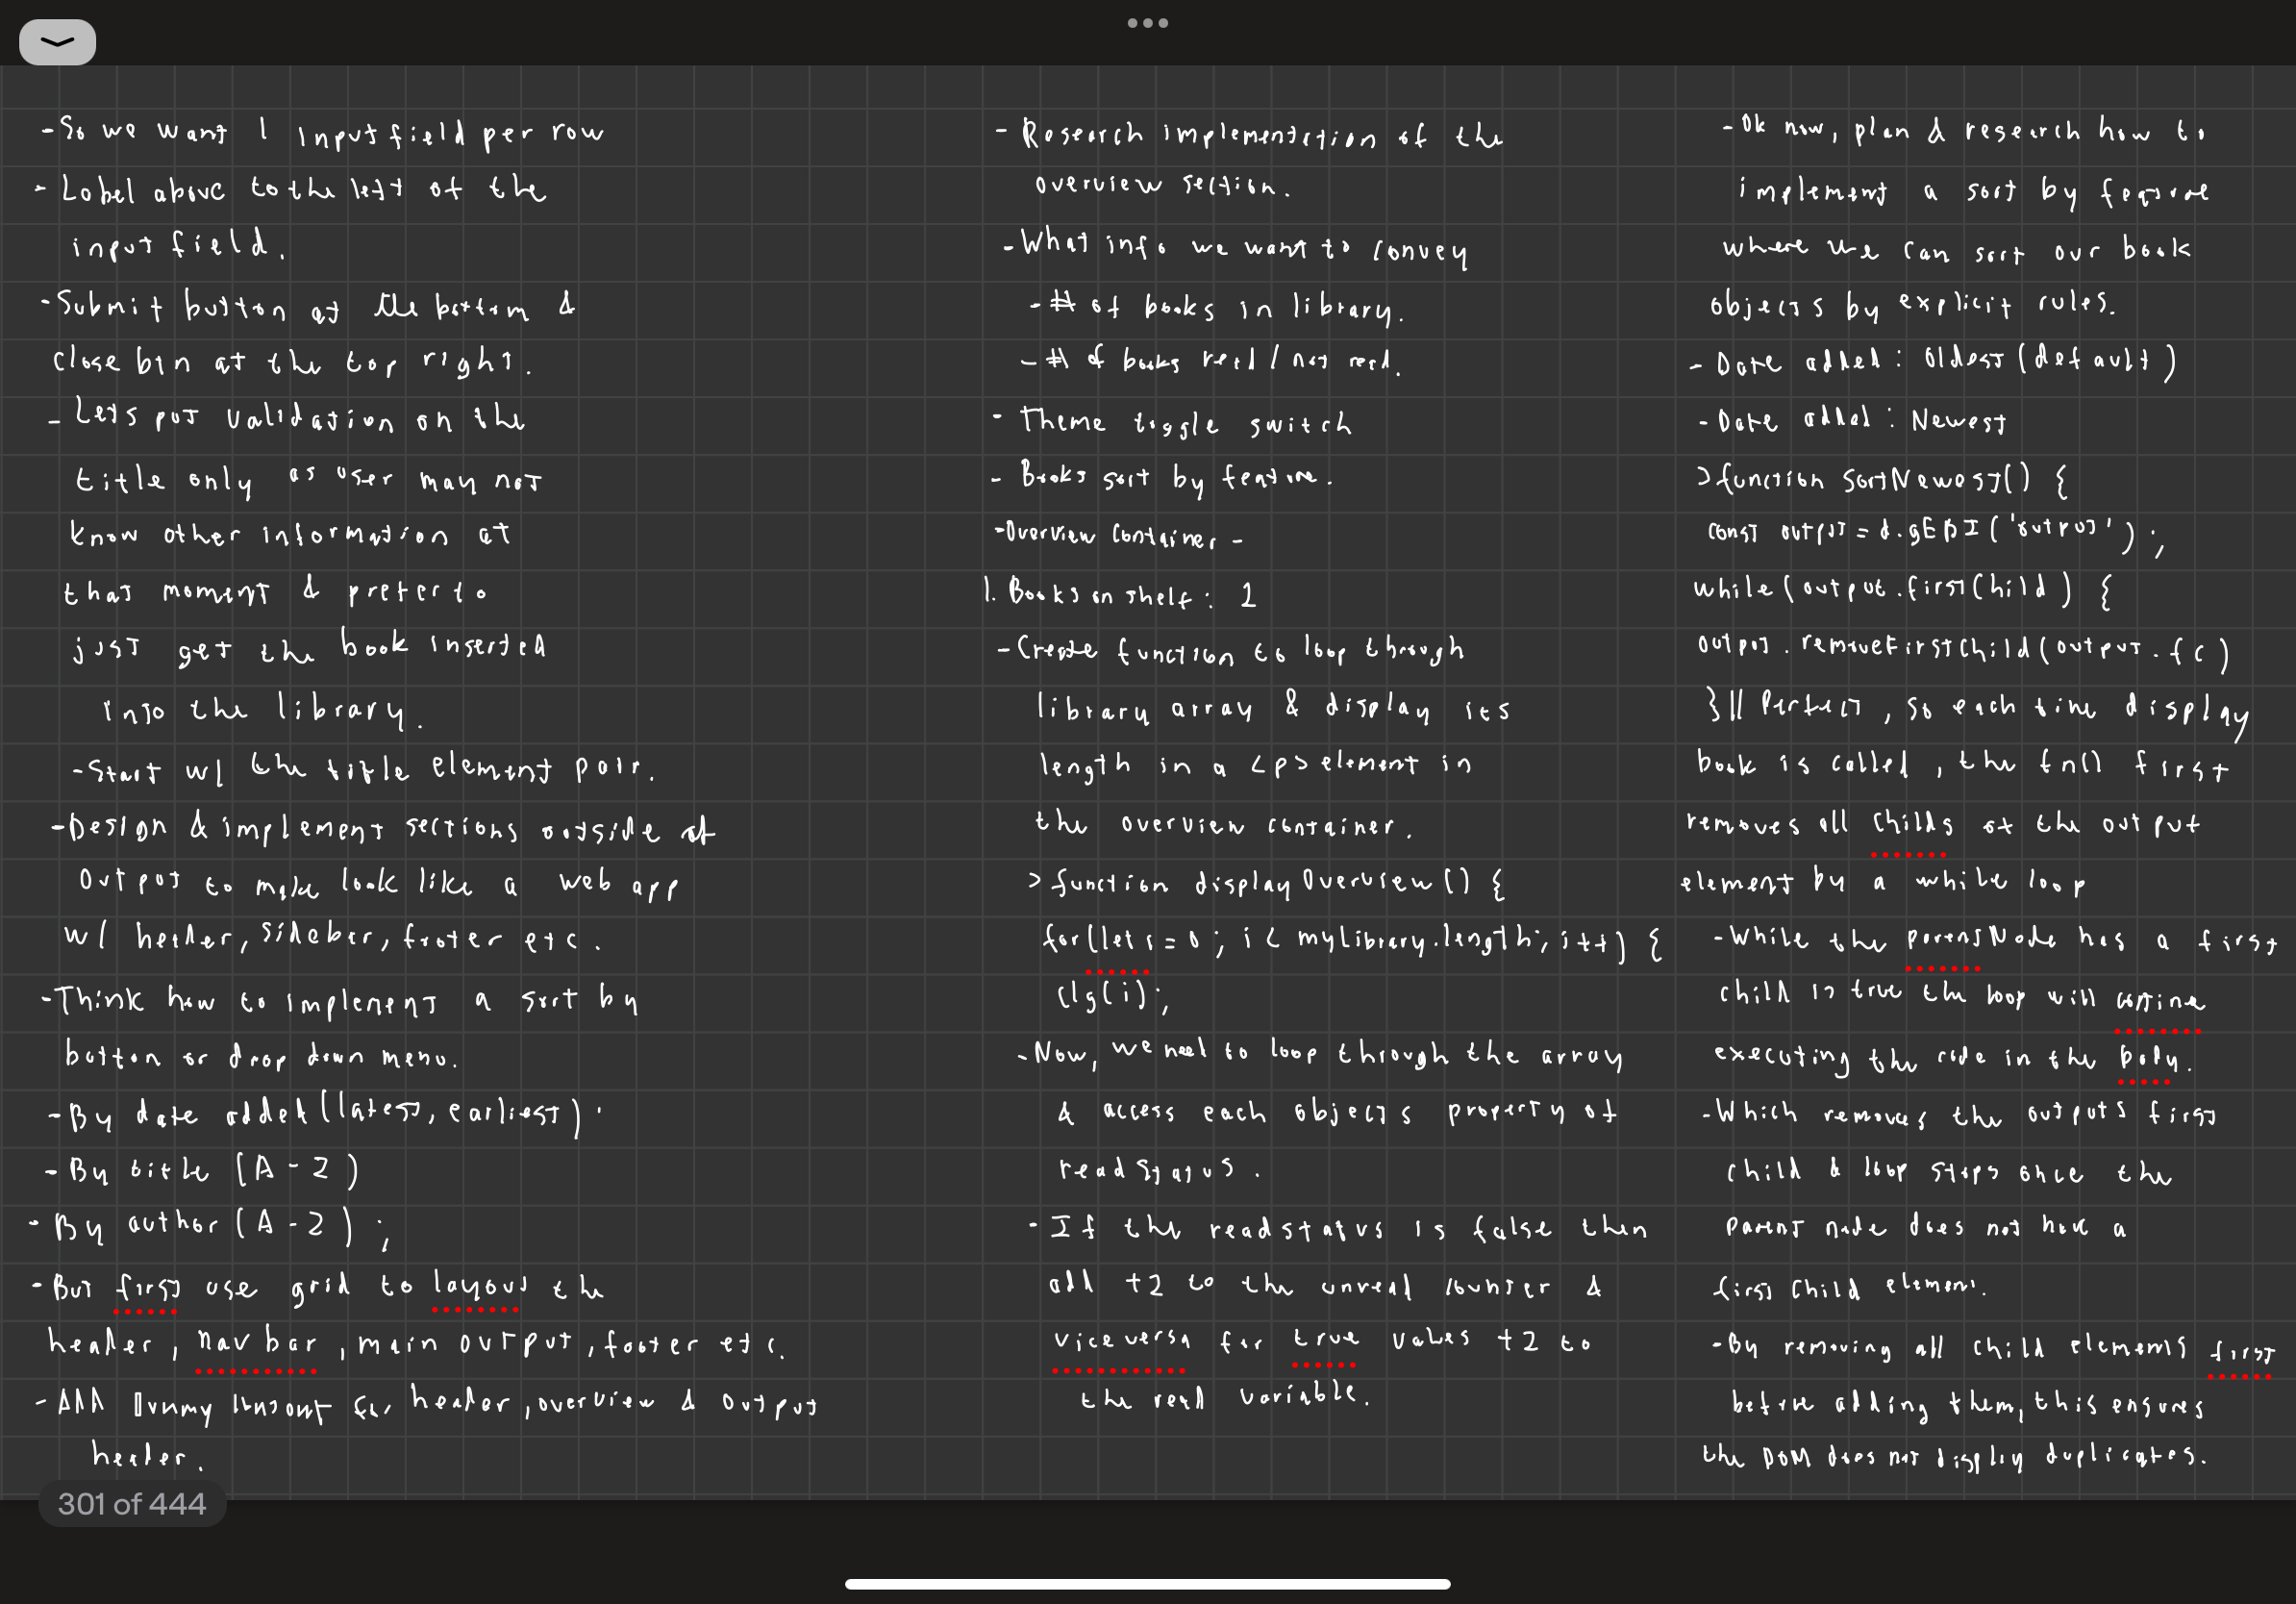 -So we want 1 input field per row
- Label above to the left of the
input field.
-Submit button at the bottom &
close btn at the top right.
- Lets put validation on the
title only as user may not
know other information at
that moment & prefer to
just get the book inserted
into the library.
-Start w/ the title element pair.
-Design & implement sections outside of
output to make look like a web app
w/ header, sidebar, footer etc.
-Think how to implement a sort by
button or drop down menu.
-By date added (latest, earliest).
-By title (A-Z)
-By author (A-Z);
-But first use grid to layout the
header, navbar, main output, footer etc.
-Add Dummy content for header, overview & output
header.
- Research implementation of the
overview section.
-What info we want to convey
-# of books in library.
-# of books read / not read.
- Theme toggle switch
- Books sort by feature.
-Overview Container -
1. Books on shelf: 1
-Create function to loop through
library array & display its
length in a <p> element in
the overview container.
> function displayOverview() {
for(let i = 0; i < myLibrary.length; i++) {
clg(i);
-Now, we need to loop through the array
& access each objects property of
readStatus.
- If the readstatus is false then
add +1 to the unread counter &
vice versa for true values +1 to
the read variable.
-Ok now, plan & research how to
implement a sort by feature
where we can sort our book
objects by explicit rules.
- Date added: Oldest (default)
-Date added: Newest
>function SortNewest() {
const output = d.gEBI('output');
while(output.firstChild) {
output.removeFirstChild(output.fc)
}// Perfect, so each time display
book is called, the fn() first
removes all childs of the output
element by a while loop
-While the parentNode has a first
child is true the loop will contine
executing the code in the body.
-Which removes the outputs first
child & loop stops once the
parent node does not have a
first child element.
-By removing all child elements first
before adding them, this ensures
the DOM does not display duplicates.
301 of 444